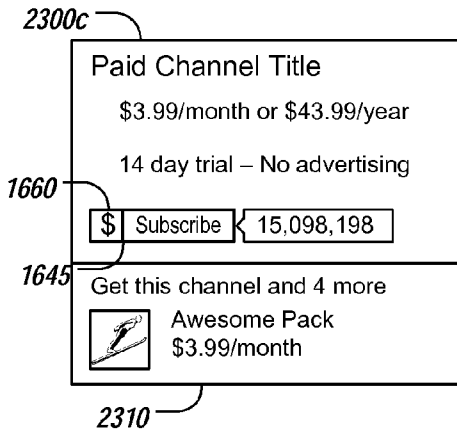 2300c
Paid Channel Title
$3.99/month or $43.99/year
14 day trial – No advertising
1660
$ Subscribe 15,098,198
1645
Get this channel and 4 more
Awesome Pack
$3.99/month
2310